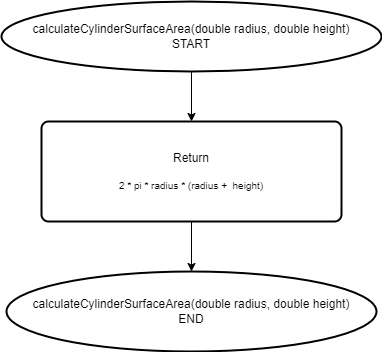 calculateCylinderSurfaceArea(double radius, double height)
START
Return
2 * pi * radius * (radius + height)
calculateCylinderSurfaceArea(double radius, double height)
END